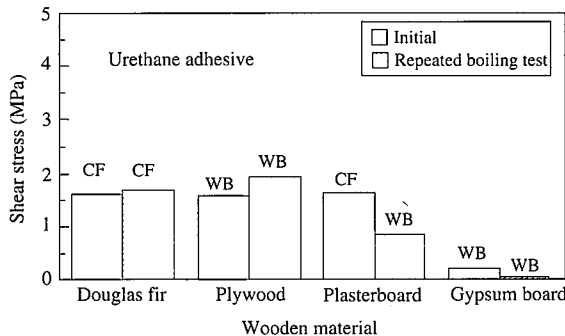 5
4
3
2
1
0
Shear stress (MPa)
Urethane adhesive
Initial
Repeated boiling test
CF CF WB WB CF WB WB WB
Douglas fir Plywood Plasterboard Gypsum board
Wooden material